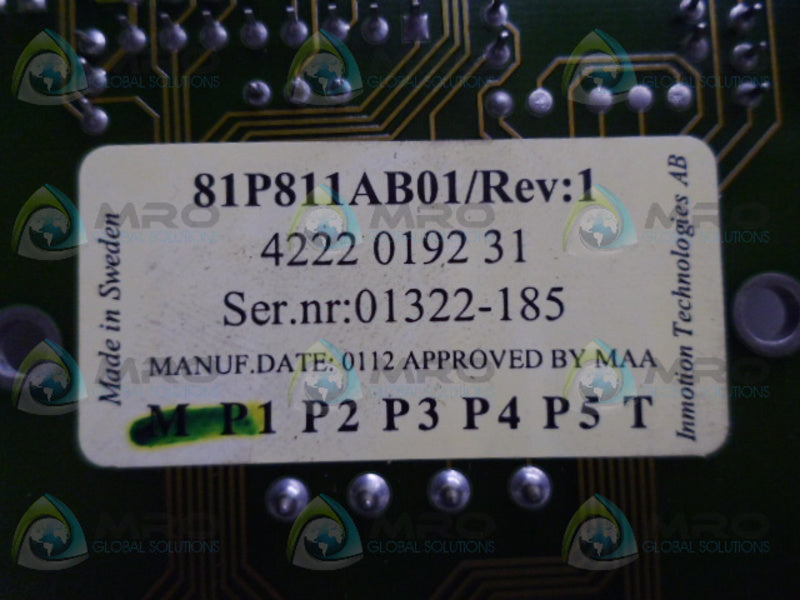 81P811AB01/Rev:1
4222 0192 31
Ser.nr:01322-185
MANUF.DATE: 0112 APPROVED BY MAA
M P1 P2 P3 P4 P5 T
Made in Sweden
Inmotion Technologies AB
MRO GLOBAL SOLUTIONS